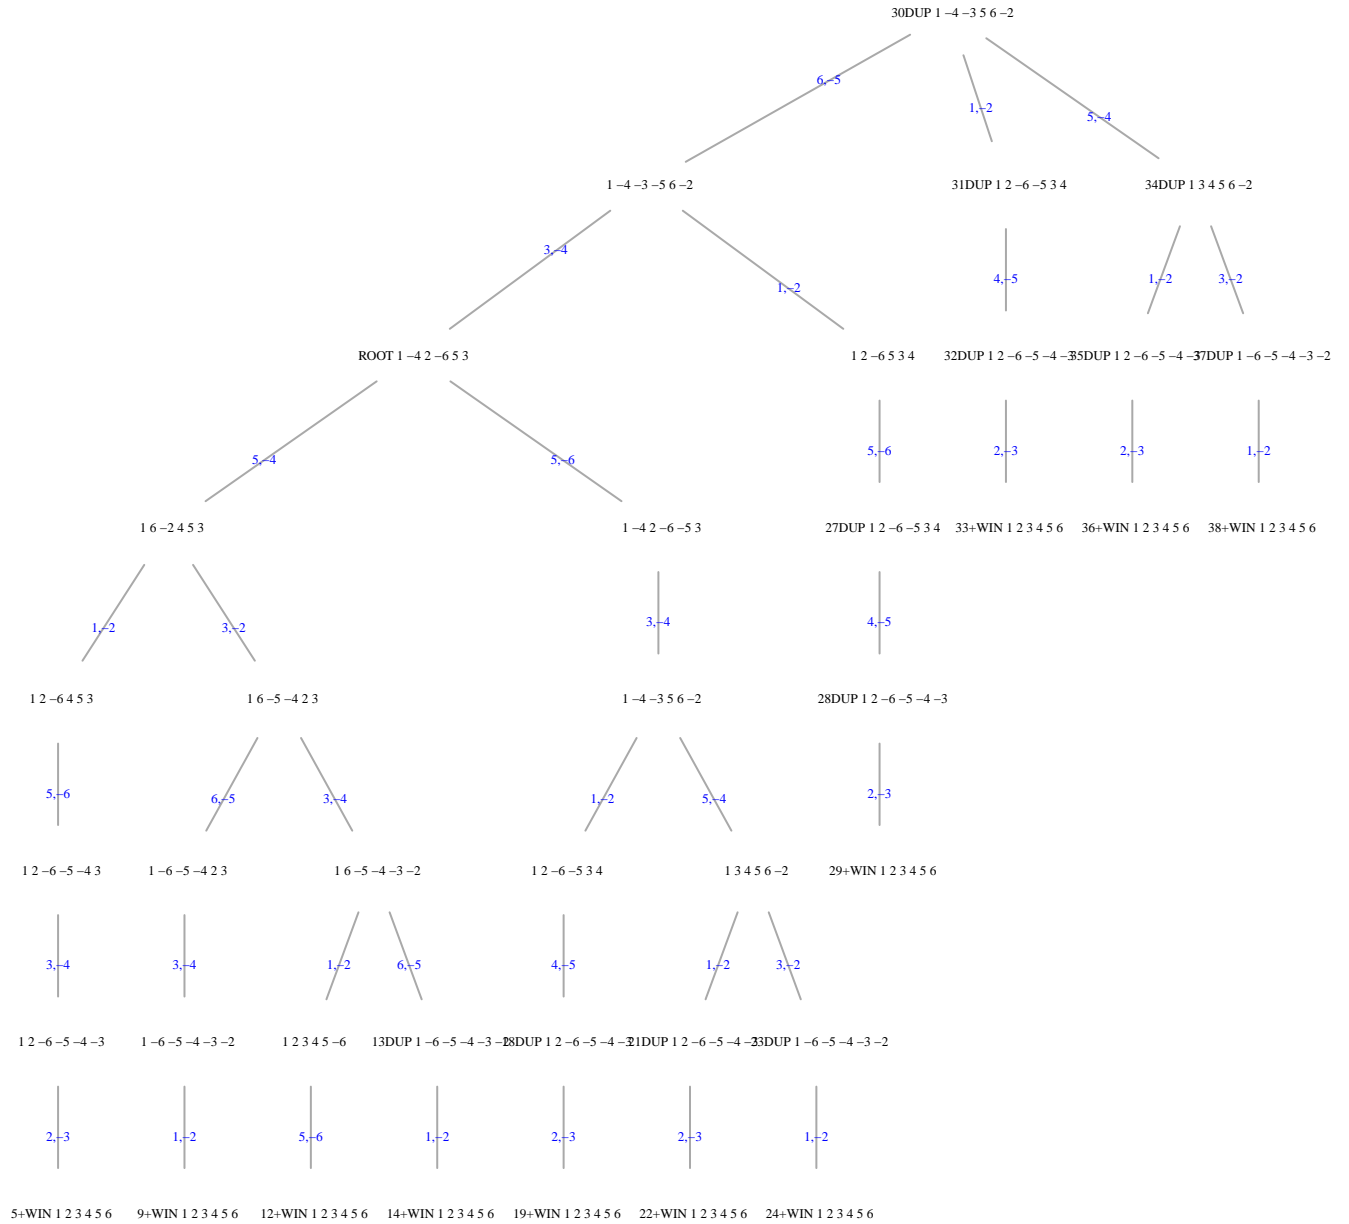 30DUP 1 −4 −3 5 6 −2
6,−5
1,−2
5,−4
1 −4 −3 −5 6 −2
31DUP 1 2 −6 −5 3 4
34DUP 1 3 4 5 6 −2
3,−4
1,−2
4,−5
1,−2
3,−2
ROOT 1 −4 2 −6 5 3
1 2 −6 5 3 4
32DUP 1 2 −6 −5 −4 −3
35DUP 1 2 −6 −5 −4 −3
37DUP 1 −6 −5 −4 −3 −2
5,−4
5,−6
5,−6
2,−3
2,−3
1,−2
1 6 −2 4 5 3
1 −4 2 −6 −5 3
27DUP 1 2 −6 −5 3 4
33+WIN 1 2 3 4 5 6
36+WIN 1 2 3 4 5 6
38+WIN 1 2 3 4 5 6
1,−2
3,−2
3,−4
4,−5
1 2 −6 4 5 3
1 6 −5 −4 2 3
1 −4 −3 5 6 −2
28DUP 1 2 −6 −5 −4 −3
5,−6
6,−5
3,−4
1,−2
5,−4
2,−3
1 2 −6 −5 −4 3
1 −6 −5 −4 2 3
1 6 −5 −4 −3 −2
1 2 −6 −5 3 4
1 3 4 5 6 −2
29+WIN 1 2 3 4 5 6
3,−4
3,−4
1,−2
6,−5
4,−5
1,−2
3,−2
1 2 −6 −5 −4 −3
1 −6 −5 −4 −3 −2
1 2 3 4 5 −6
13DUP 1 −6 −5 −4 −3 −2
18DUP 1 2 −6 −5 −4 −3
21DUP 1 2 −6 −5 −4 −3
23DUP 1 −6 −5 −4 −3 −2
2,−3
1,−2
5,−6
1,−2
2,−3
2,−3
1,−2
5+WIN 1 2 3 4 5 6
9+WIN 1 2 3 4 5 6
12+WIN 1 2 3 4 5 6
14+WIN 1 2 3 4 5 6
19+WIN 1 2 3 4 5 6
22+WIN 1 2 3 4 5 6
24+WIN 1 2 3 4 5 6